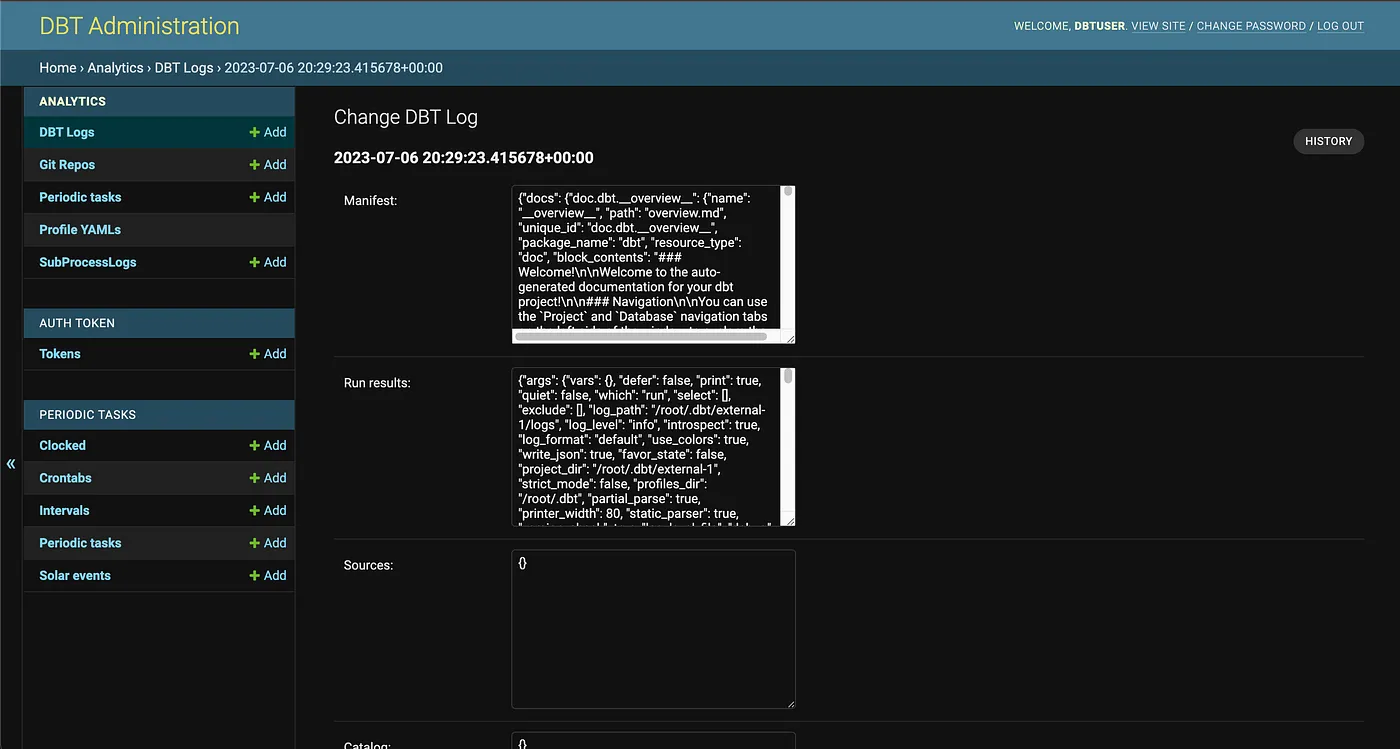 DBT Administration
WELCOME, DBTUSER. VIEW SITE / CHANGE PASSWORD / LOG OUT
Home › Analytics › DBT Logs › 2023-07-06 20:29:23.415678+00:00
ANALYTICS
DBT Logs + Add
Git Repos + Add
Periodic tasks + Add
Profile YAMLs
SubProcessLogs + Add
AUTH TOKEN
Tokens + Add
PERIODIC TASKS
Clocked + Add
Crontabs + Add
Intervals + Add
Periodic tasks + Add
Solar events + Add
«
Change DBT Log
HISTORY
2023-07-06 20:29:23.415678+00:00
Manifest:
{"docs": {"doc.dbt.__overview__": {"name":
"__overview__", "path": "overview.md",
"unique_id": "doc.dbt.__overview__",
"package_name": "dbt", "resource_type":
"doc", "block_contents": "###
Welcome!\n\nWelcome to the auto-
generated documentation for your dbt
project!\n\n### Navigation\n\nYou can use
the `Project` and `Database` navigation tabs
Run results:
{"args": {"vars": {}, "defer": false, "print": true,
"quiet": false, "which": "run", "select": [],
"exclude": [], "log_path": "/root/.dbt/external-
1/logs", "log_level": "info", "introspect": true,
"log_format": "default", "use_colors": true,
"write_json": true, "favor_state": false,
"project_dir": "/root/.dbt/external-1",
"strict_mode": false, "profiles_dir":
"/root/.dbt", "partial_parse": true,
"printer_width": 80, "static_parser": true,
Sources:
{}
Catalog:
{}